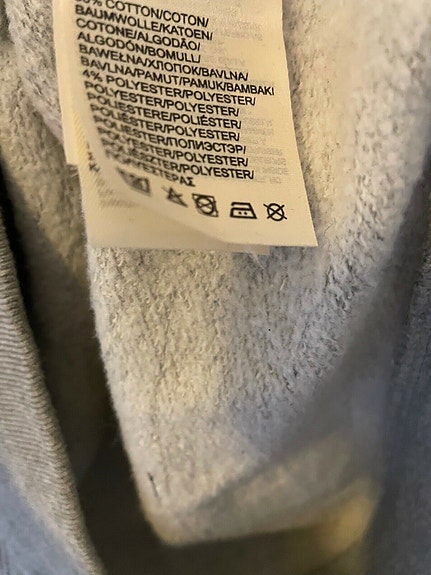 COTTON/COTON/
BAUMWOLLE/KATOEN/
COTONE/ALGODÃO/
ALGODÓN/BOMULL/
BAWEŁNA/ХЛОПОК/BAVLNA/
BAVLNA/PAMUT/PAMUK/BAMBAKI
4% POLYESTER/POLYESTER/
POLYESTER/POLYESTER/
POLIESTERE/POLIÉSTER/
POLIÉSTER/POLYESTER/
POLIESTER/ПОЛИЭСТЭР/
POLYESTER/POLYESTER/
POLIÉSZTER/POLYESTER/
ΠΟΛΥΕΣΤΕΡΑΣ